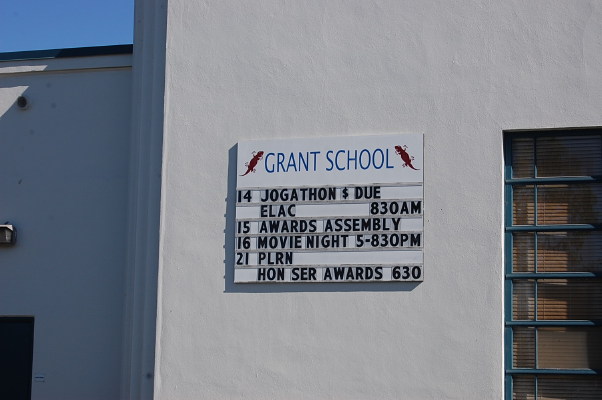 GRANT SCHOOL
14 JOGATHON $ DUE
ELAC 830AM
15 AWARDS ASSEMBLY
16 MOVIE NIGHT 5-830PM
21 PLRN
HON SER AWARDS 630